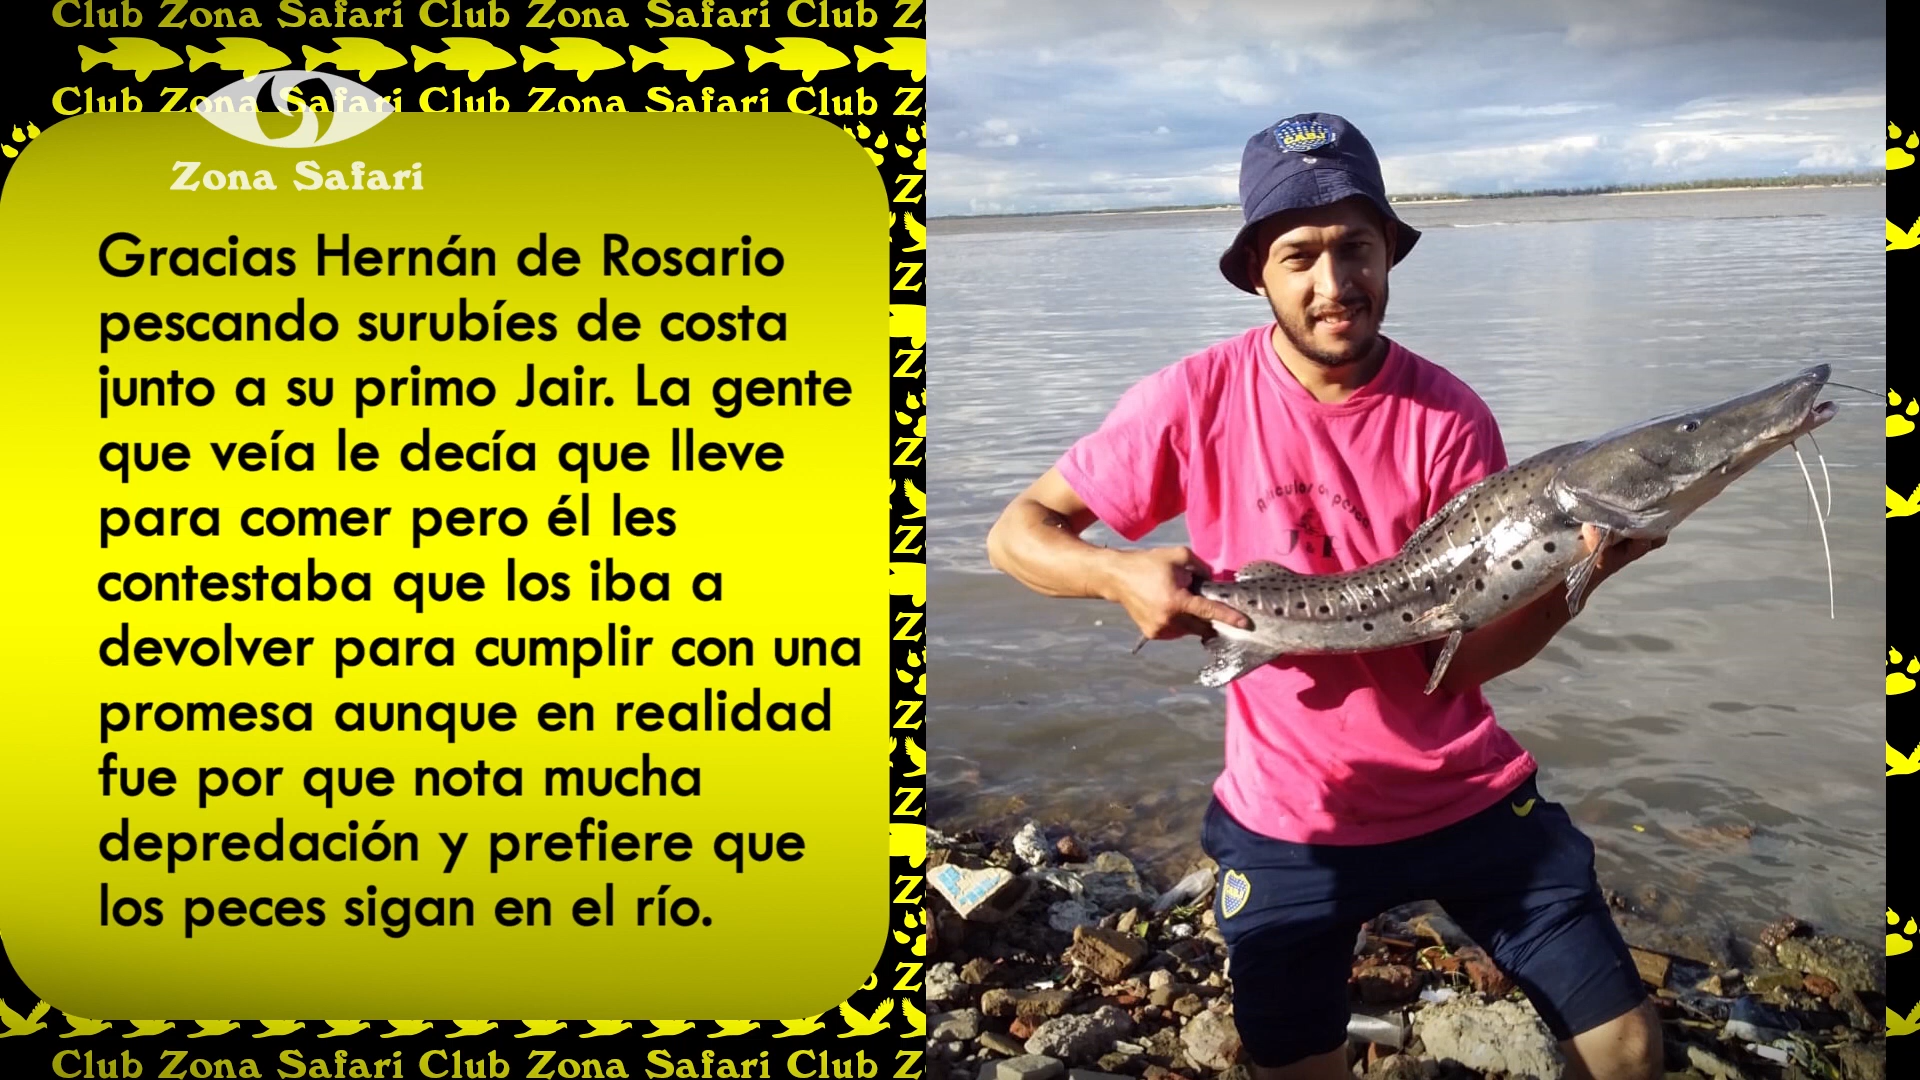 Club Zona Safari Club Zona Safari Club Z
Club Zona Safari Club Zona Safari Club Z
Zona Safari
Gracias Hernán de Rosario
pescando surubíes de costa
junto a su primo Jair. La gente
que veía le decía que lleve
para comer pero él les
contestaba que los iba a
devolver para cumplir con una
promesa aunque en realidad
fue por que nota mucha
depredación y prefiere que
los peces sigan en el río.
Club Zona Safari Club Zona Safari Club Z
CABJ
de pesca